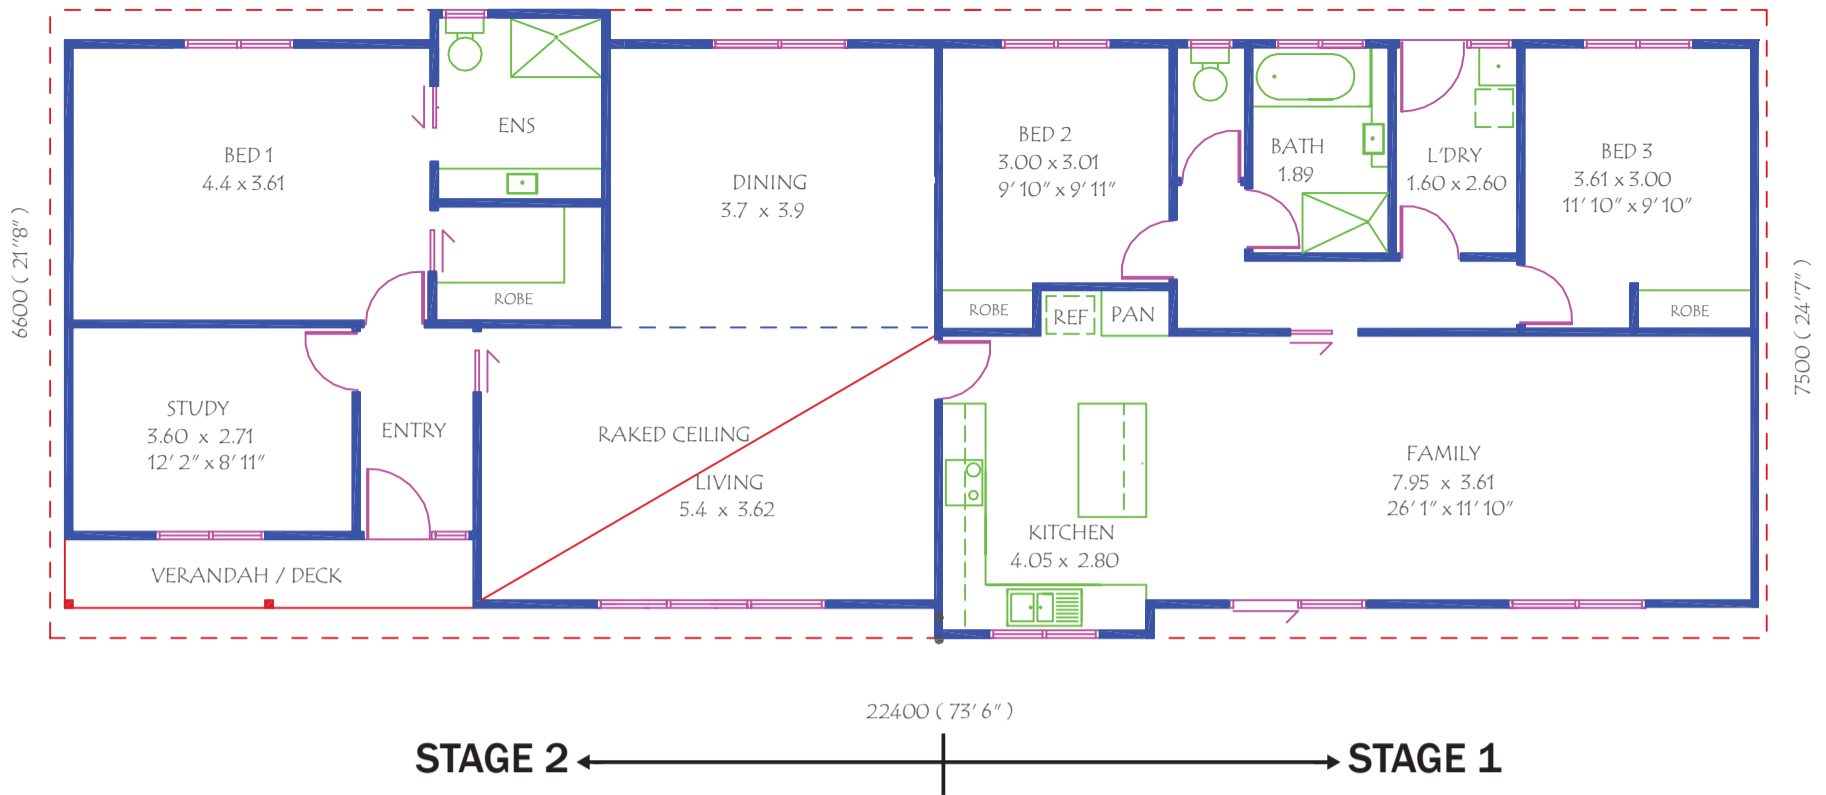 ENS
BED 1
4.4 x 3.61
DINING
3.7 x 3.9
BED 2
3.00 x 3.01
9' 10" x 9' 11"
BATH
1.89
L'DRY
1.60 x 2.60
BED 3
3.61 x 3.00
11' 10" x 9' 10"
6600 ( 21"8" )
7500 ( 24"7" )
ROBE
ROBE
REF
PAN
ROBE
STUDY
3.60 x 2.71
12' 2" x 8' 11"
ENTRY
RAKED CEILING
LIVING
5.4 x 3.62
FAMILY
7.95 x 3.61
26' 1" x 11' 10"
KITCHEN
4.05 x 2.80
VERANDAH / DECK
22400 ( 73' 6" )
STAGE 2
STAGE 1